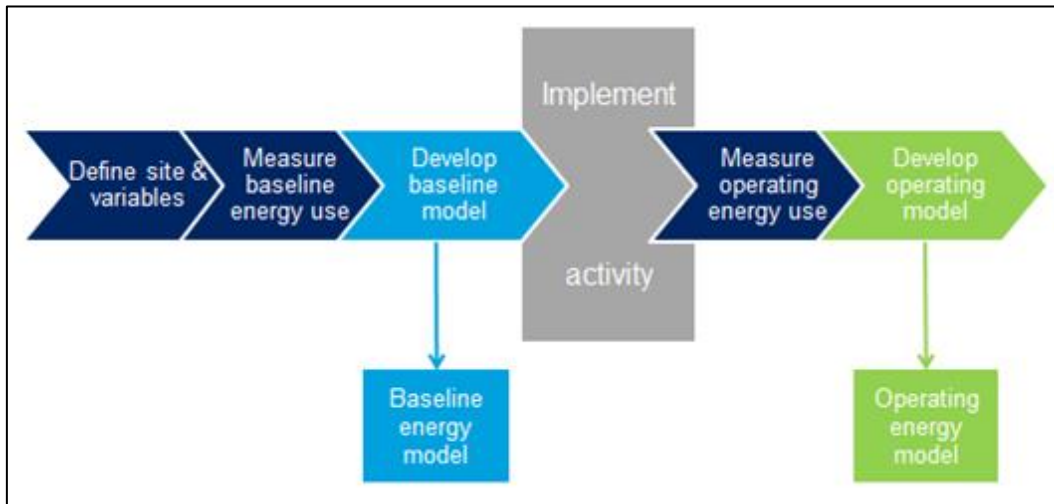 Define site &
variables
Measure
baseline
energy use
Develop
baseline
model
Implement
activity
Measure
operating
energy use
Develop
operating
model
Baseline
energy
model
Operating
energy
model